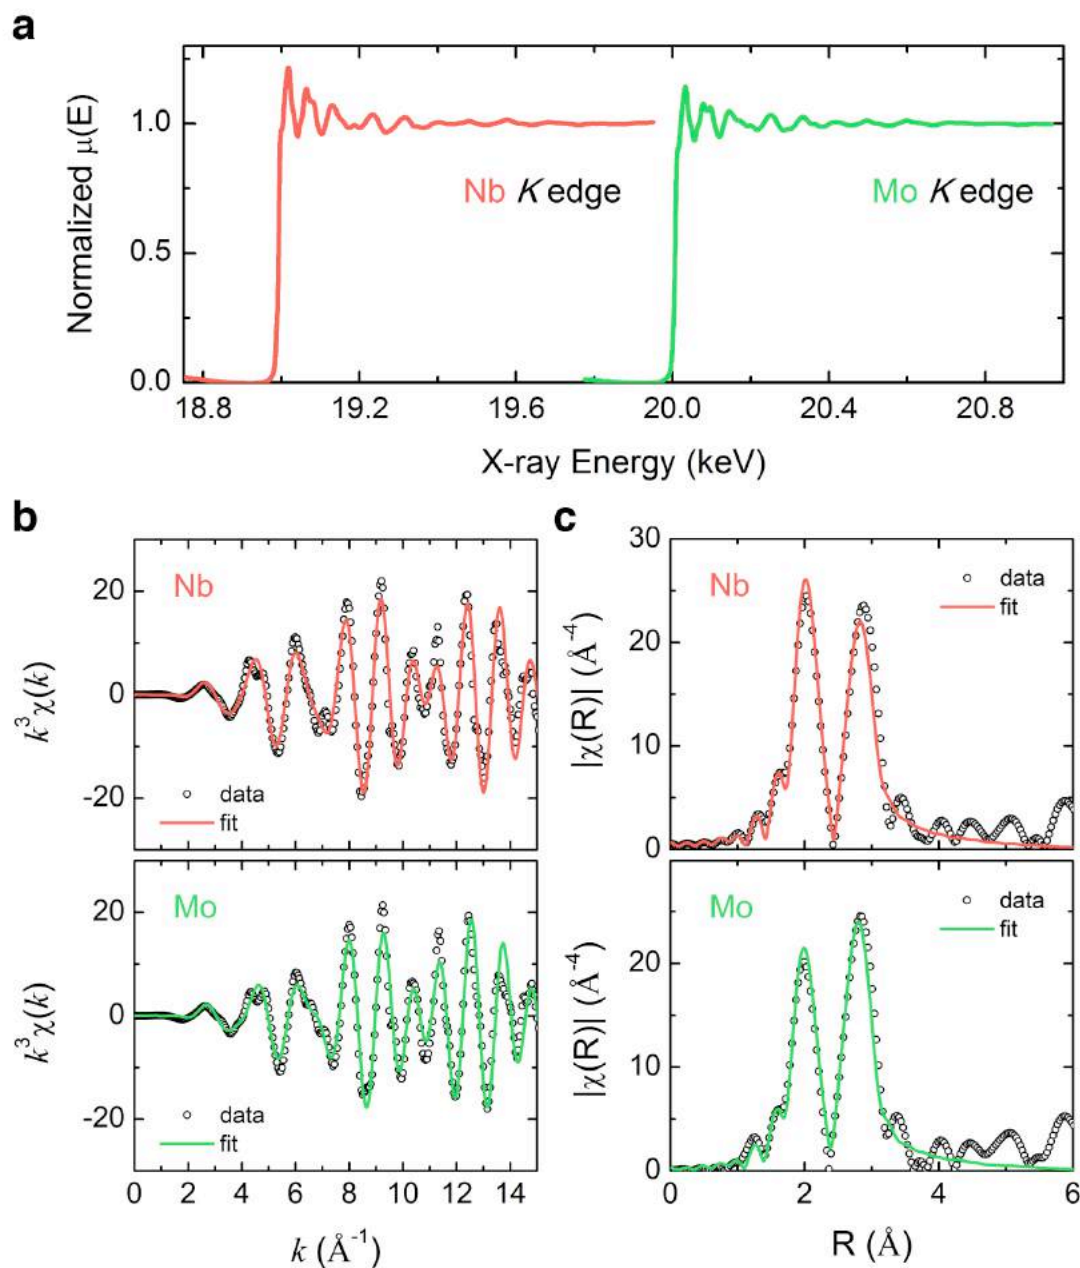 a
Normalized μ(E)
1.0
0.5
0.0
Nb K edge
Mo K edge
18.8 19.2 19.6 20.0 20.4 20.8
X-ray Energy (keV)
b
Nb
20
0
-20
k³χ(k)
data
fit
Mo
20
0
-20
k³χ(k)
data
fit
0 2 4 6 8 10 12 14
k (Å⁻¹)
c
30
20
10
0
|χ(R)| (Å⁻⁴)
Nb
data
fit
20
10
0
|χ(R)| (Å⁻⁴)
Mo
data
fit
0 2 4 6
R (Å)